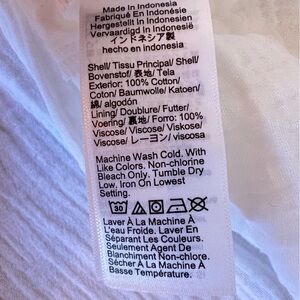 Made In Indonesia
Fabriqué En Indonésie
Hergestellt in Indonesien
Vervaardigd in Indonesië
インドネシア製
hecho en indonesia
Shell/ Tissu Principal/ Shell/
Bovenstof/ 表地/ Tela
Exterior: 100% Cotton/
Coton/ Baumwolle/ Katoen/
綿/ algodón
Lining/ Doublure/ Futter/
Voering/ 裏地/ Forro: 100%
Viscose/ Viscose/ Viskose/
Viscose/ レーヨン/ viscosa
Machine Wash Cold. With
Like Colors. Non-chlorine
Bleach Only. Tumble Dry
Low. Iron On Lowest
Setting.
30
Laver À La Machine À
L'eau Froide. Laver En
Séparant Les Couleurs.
Seulement Agent De
Blanchiment Non-chlore.
Sécher À La Machine À
Basse Température.